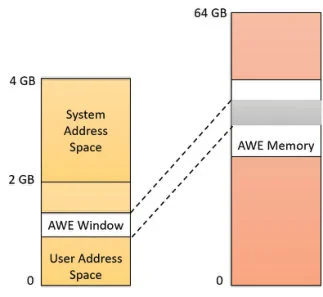 64 GB
4 GB
System
Address
Space
2 GB
AWE Window
AWE Memory
User Address
Space
0
0